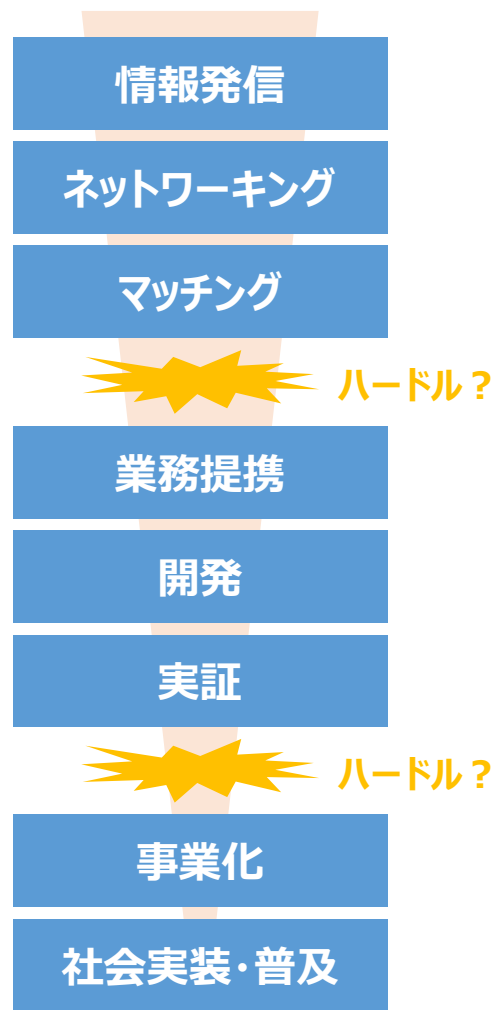 情報発信
ネットワーキング
マッチング
ハードル？
業務提携
開発
実証
ハードル？
事業化
社会実装・普及